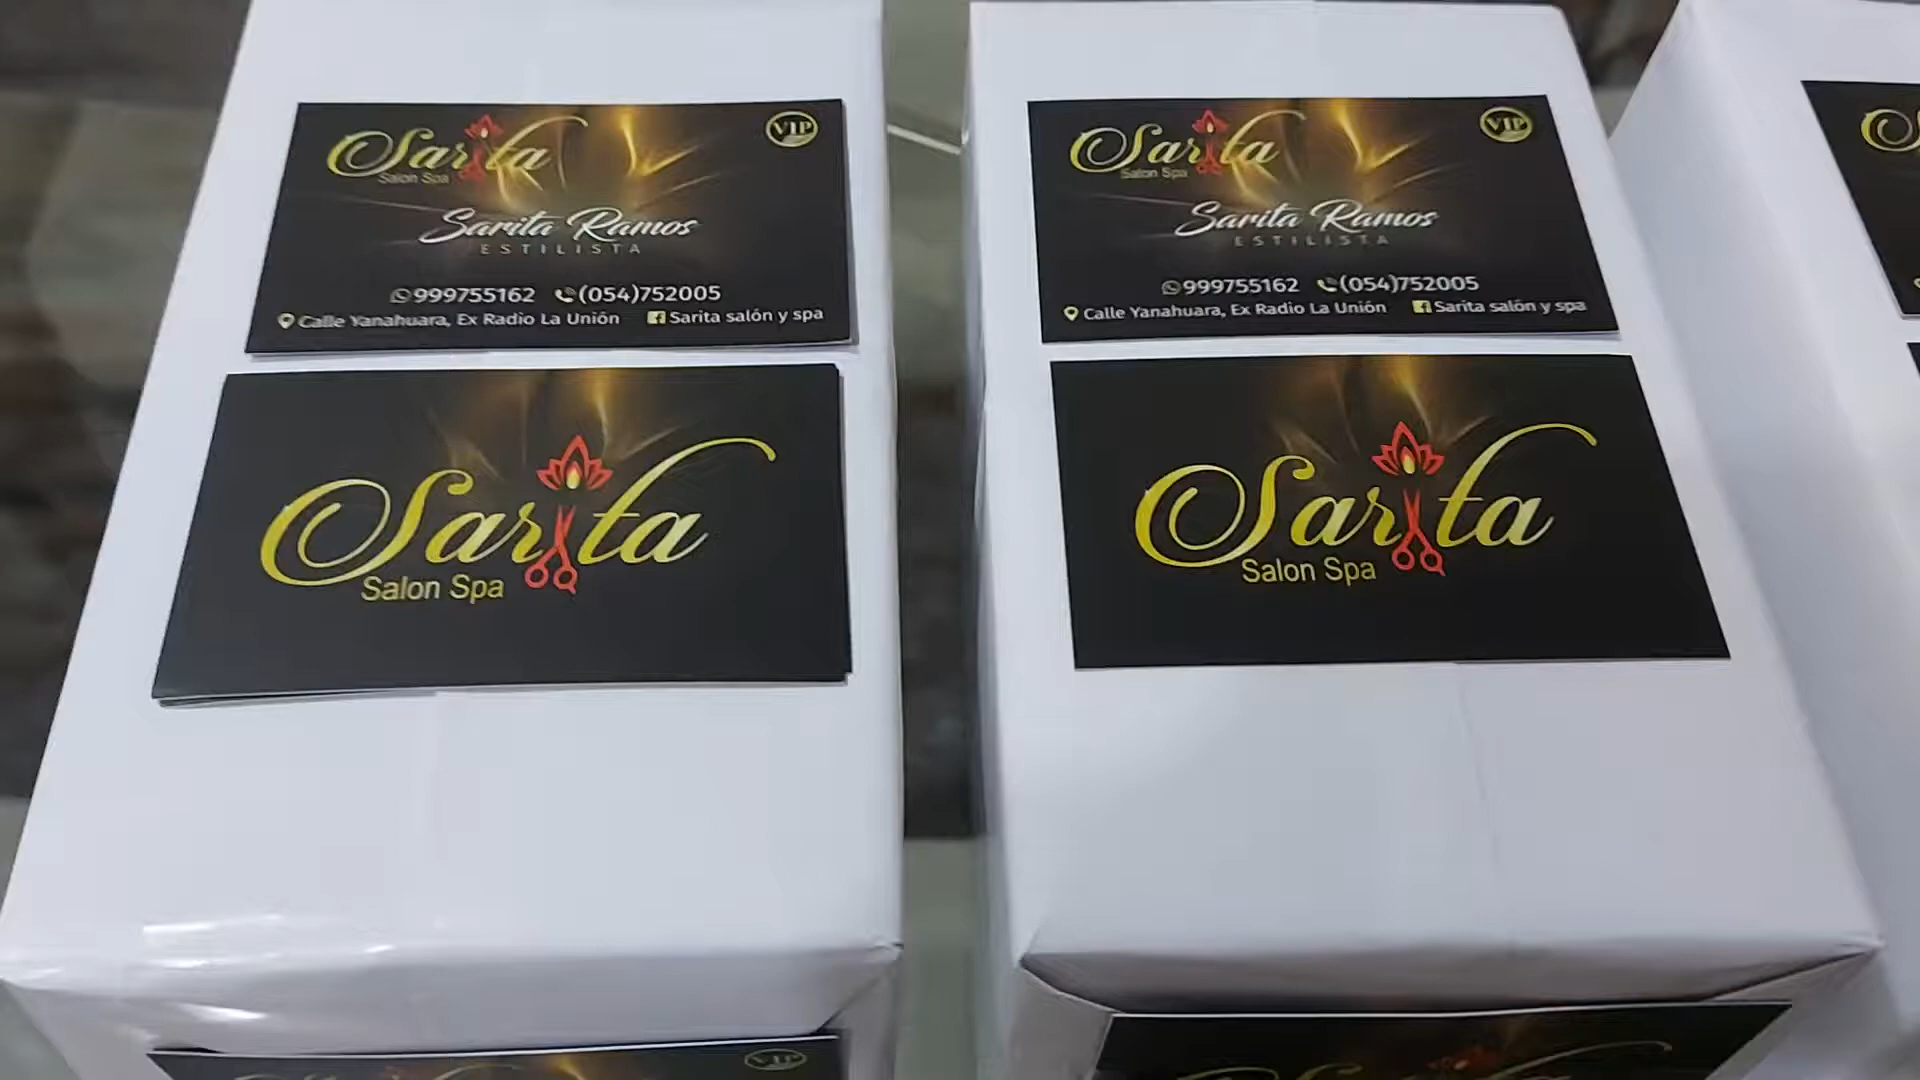 Sarita
Salon Spa
VIP
Sarita Ramos
ESTILISTA
999755162 (054)752005
Calle Yanahuara, Ex Radio La Unión Sarita salón y spa
Sarita
Salon Spa
Sarita
Salon Spa
VIP
Sarita Ramos
ESTILISTA
999755162 (054)752005
Calle Yanahuara, Ex Radio La Unión Sarita salón y spa
Sarita
Salon Spa
VIP